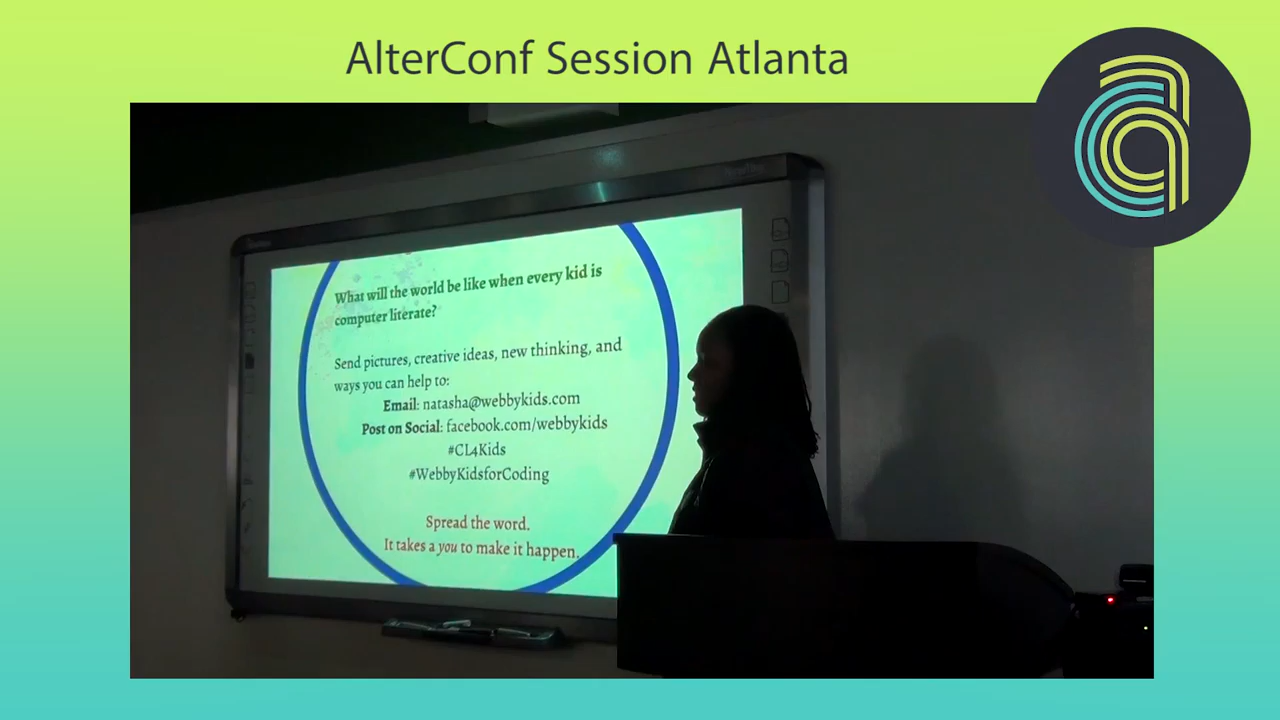 AlterConf Session Atlanta
What will the world be like when every kid is
computer literate?
Send pictures, creative ideas, new thinking, and
ways you can help to:
Email: natasha@webbykids.com
Post on Social: facebook.com/webbykids
#CL4Kids
#WebbyKidsforCoding
Spread the word.
It takes a you to make it happen.